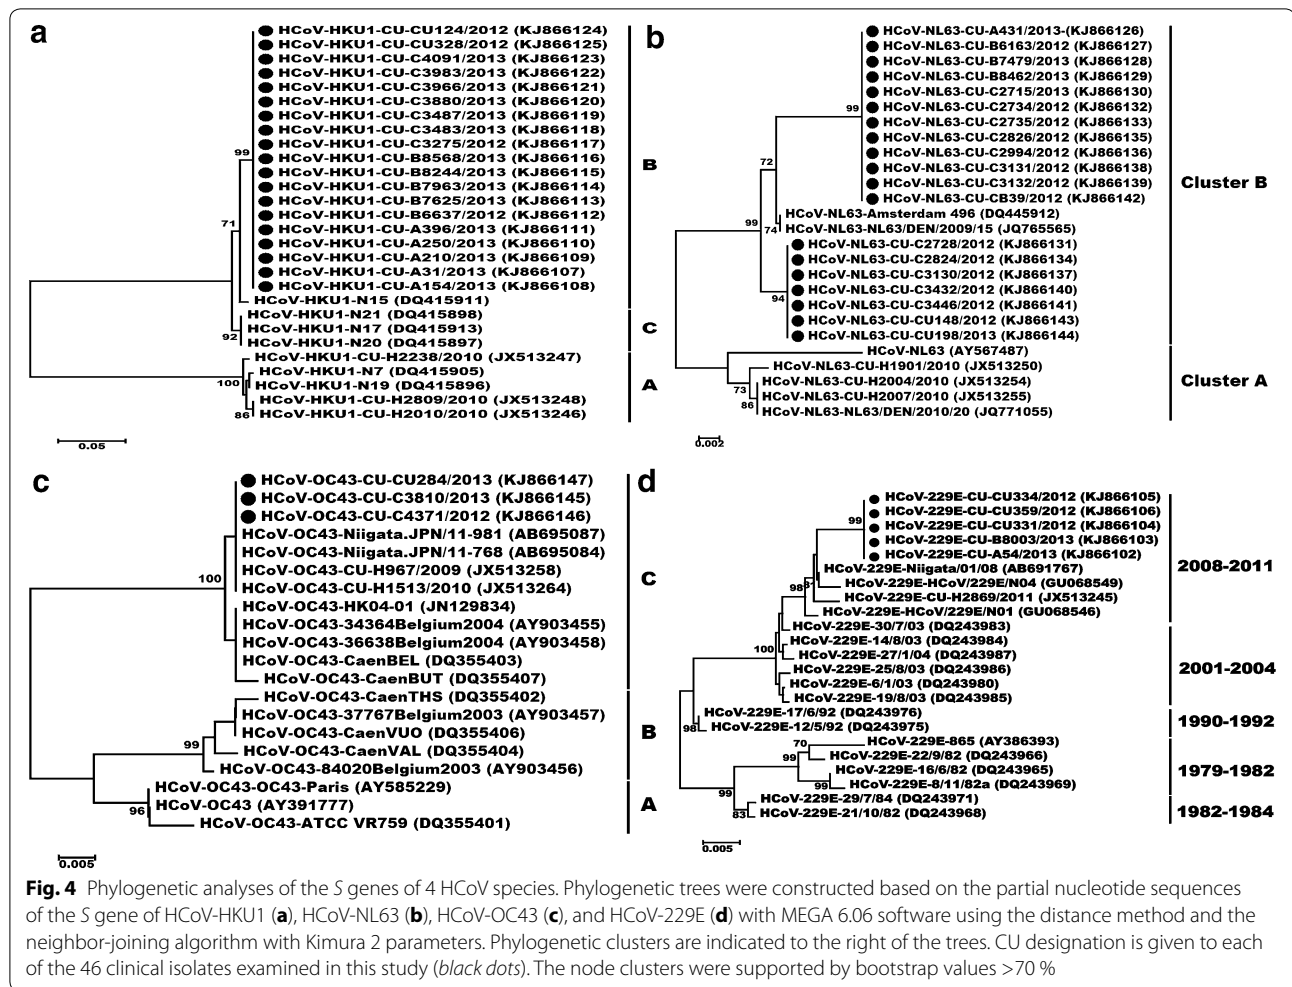 a
HCoV-HKU1-CU-CU124/2012 (KJ866124)
HCoV-HKU1-CU-CU328/2012 (KJ866125)
HCoV-HKU1-CU-C4091/2013 (KJ866123)
HCoV-HKU1-CU-C3983/2013 (KJ866122)
HCoV-HKU1-CU-C3966/2013 (KJ866121)
HCoV-HKU1-CU-C3880/2013 (KJ866120)
HCoV-HKU1-CU-C3487/2013 (KJ866119)
HCoV-HKU1-CU-C3483/2013 (KJ866118)
HCoV-HKU1-CU-C3275/2012 (KJ866117)
99
HCoV-HKU1-CU-B8568/2013 (KJ866116)
HCoV-HKU1-CU-B8244/2013 (KJ866115)
HCoV-HKU1-CU-B7963/2013 (KJ866114)
HCoV-HKU1-CU-B7625/2013 (KJ866113)
HCoV-HKU1-CU-B6637/2012 (KJ866112)
71
HCoV-HKU1-CU-A396/2013 (KJ866111)
HCoV-HKU1-CU-A250/2013 (KJ866110)
HCoV-HKU1-CU-A210/2013 (KJ866109)
HCoV-HKU1-CU-A31/2013 (KJ866107)
HCoV-HKU1-CU-A154/2013 (KJ866108)
HCoV-HKU1-N15 (DQ415911)
HCoV-HKU1-N21 (DQ415898)
HCoV-HKU1-N17 (DQ415913)
92
HCoV-HKU1-N20 (DQ415897)
HCoV-HKU1-CU-H2238/2010 (JX513247)
HCoV-HKU1-N7 (DQ415905)
100
HCoV-HKU1-N19 (DQ415896)
HCoV-HKU1-CU-H2809/2010 (JX513248)
86
HCoV-HKU1-CU-H2010/2010 (JX513246)
B
C
A
0.05
b
HCoV-NL63-CU-A431/2013-(KJ866126)
HCoV-NL63-CU-B6163/2012 (KJ866127)
HCoV-NL63-CU-B7479/2013 (KJ866128)
HCoV-NL63-CU-B8462/2013 (KJ866129)
HCoV-NL63-CU-C2715/2013 (KJ866130)
99
HCoV-NL63-CU-C2734/2012 (KJ866132)
HCoV-NL63-CU-C2735/2012 (KJ866133)
HCoV-NL63-CU-C2826/2012 (KJ866135)
HCoV-NL63-CU-C2994/2012 (KJ866136)
72
HCoV-NL63-CU-C3131/2012 (KJ866138)
HCoV-NL63-CU-C3132/2012 (KJ866139)
HCoV-NL63-CU-CB39/2012 (KJ866142)
99
HCoV-NL63-Amsterdam 496 (DQ445912)
74
HCoV-NL63-NL63/DEN/2009/15 (JQ765565)
HCoV-NL63-CU-C2728/2012 (KJ866131)
HCoV-NL63-CU-C2824/2012 (KJ866134)
HCoV-NL63-CU-C3130/2012 (KJ866137)
94
HCoV-NL63-CU-C3432/2012 (KJ866140)
HCoV-NL63-CU-C3446/2012 (KJ866141)
HCoV-NL63-CU-CU148/2012 (KJ866143)
HCoV-NL63-CU-CU198/2013 (KJ866144)
HCoV-NL63 (AY567487)
HCoV-NL63-CU-H1901/2010 (JX513250)
73
HCoV-NL63-CU-H2004/2010 (JX513254)
86
HCoV-NL63-CU-H2007/2010 (JX513255)
HCoV-NL63-NL63/DEN/2010/20 (JQ771055)
Cluster B
Cluster A
0.002
c
HCoV-OC43-CU-CU284/2013 (KJ866147)
HCoV-OC43-CU-C3810/2013 (KJ866145)
HCoV-OC43-CU-C4371/2012 (KJ866146)
HCoV-OC43-Niigata.JPN/11-981 (AB695087)
HCoV-OC43-Niigata.JPN/11-768 (AB695084)
100
HCoV-OC43-CU-H967/2009 (JX513258)
HCoV-OC43-CU-H1513/2010 (JX513264)
HCoV-OC43-HK04-01 (JN129834)
HCoV-OC43-34364Belgium2004 (AY903455)
HCoV-OC43-36638Belgium2004 (AY903458)
HCoV-OC43-CaenBEL (DQ355403)
HCoV-OC43-CaenBUT (DQ355407)
HCoV-OC43-CaenTHS (DQ355402)
HCoV-OC43-37767Belgium2003 (AY903457)
HCoV-OC43-CaenVUO (DQ355406)
99
HCoV-OC43-CaenVAL (DQ355404)
HCoV-OC43-84020Belgium2003 (AY903456)
HCoV-OC43-OC43-Paris (AY585229)
96
HCoV-OC43 (AY391777)
HCoV-OC43-ATCC VR759 (DQ355401)
C
B
A
0.005
d
HCoV-229E-CU-CU334/2012 (KJ866105)
HCoV-229E-CU-CU359/2012 (KJ866106)
99
HCoV-229E-CU-CU331/2012 (KJ866104)
HCoV-229E-CU-B8003/2013 (KJ866103)
HCoV-229E-CU-A54/2013 (KJ866102)
HCoV-229E-Niigata/01/08 (AB691767)
98
HCoV-229E-HCoV/229E/N04 (GU068549)
HCoV-229E-CU-H2869/2011 (JX513245)
HCoV-229E-HCoV/229E/N01 (GU068546)
HCoV-229E-30/7/03 (DQ243983)
HCoV-229E-14/8/03 (DQ243984)
100
HCoV-229E-27/1/04 (DQ243987)
HCoV-229E-25/8/03 (DQ243986)
HCoV-229E-6/1/03 (DQ243980)
HCoV-229E-19/8/03 (DQ243985)
HCoV-229E-17/6/92 (DQ243976)
98
HCoV-229E-12/5/92 (DQ243975)
70
HCoV-229E-865 (AY386393)
99
HCoV-229E-22/9/82 (DQ243966)
HCoV-229E-16/6/82 (DQ243965)
99
HCoV-229E-8/11/82a (DQ243969)
99
HCoV-229E-29/7/84 (DQ243971)
83
HCoV-229E-21/10/82 (DQ243968)
2008-2011
2001-2004
1990-1992
1979-1982
1982-1984
0.005
Fig. 4 Phylogenetic analyses of the S genes of 4 HCoV species. Phylogenetic trees were constructed based on the partial nucleotide sequences
of the S gene of HCoV-HKU1 (a), HCoV-NL63 (b), HCoV-OC43 (c), and HCoV-229E (d) with MEGA 6.06 software using the distance method and the
neighbor-joining algorithm with Kimura 2 parameters. Phylogenetic clusters are indicated to the right of the trees. CU designation is given to each
of the 46 clinical isolates examined in this study (black dots). The node clusters were supported by bootstrap values >70 %